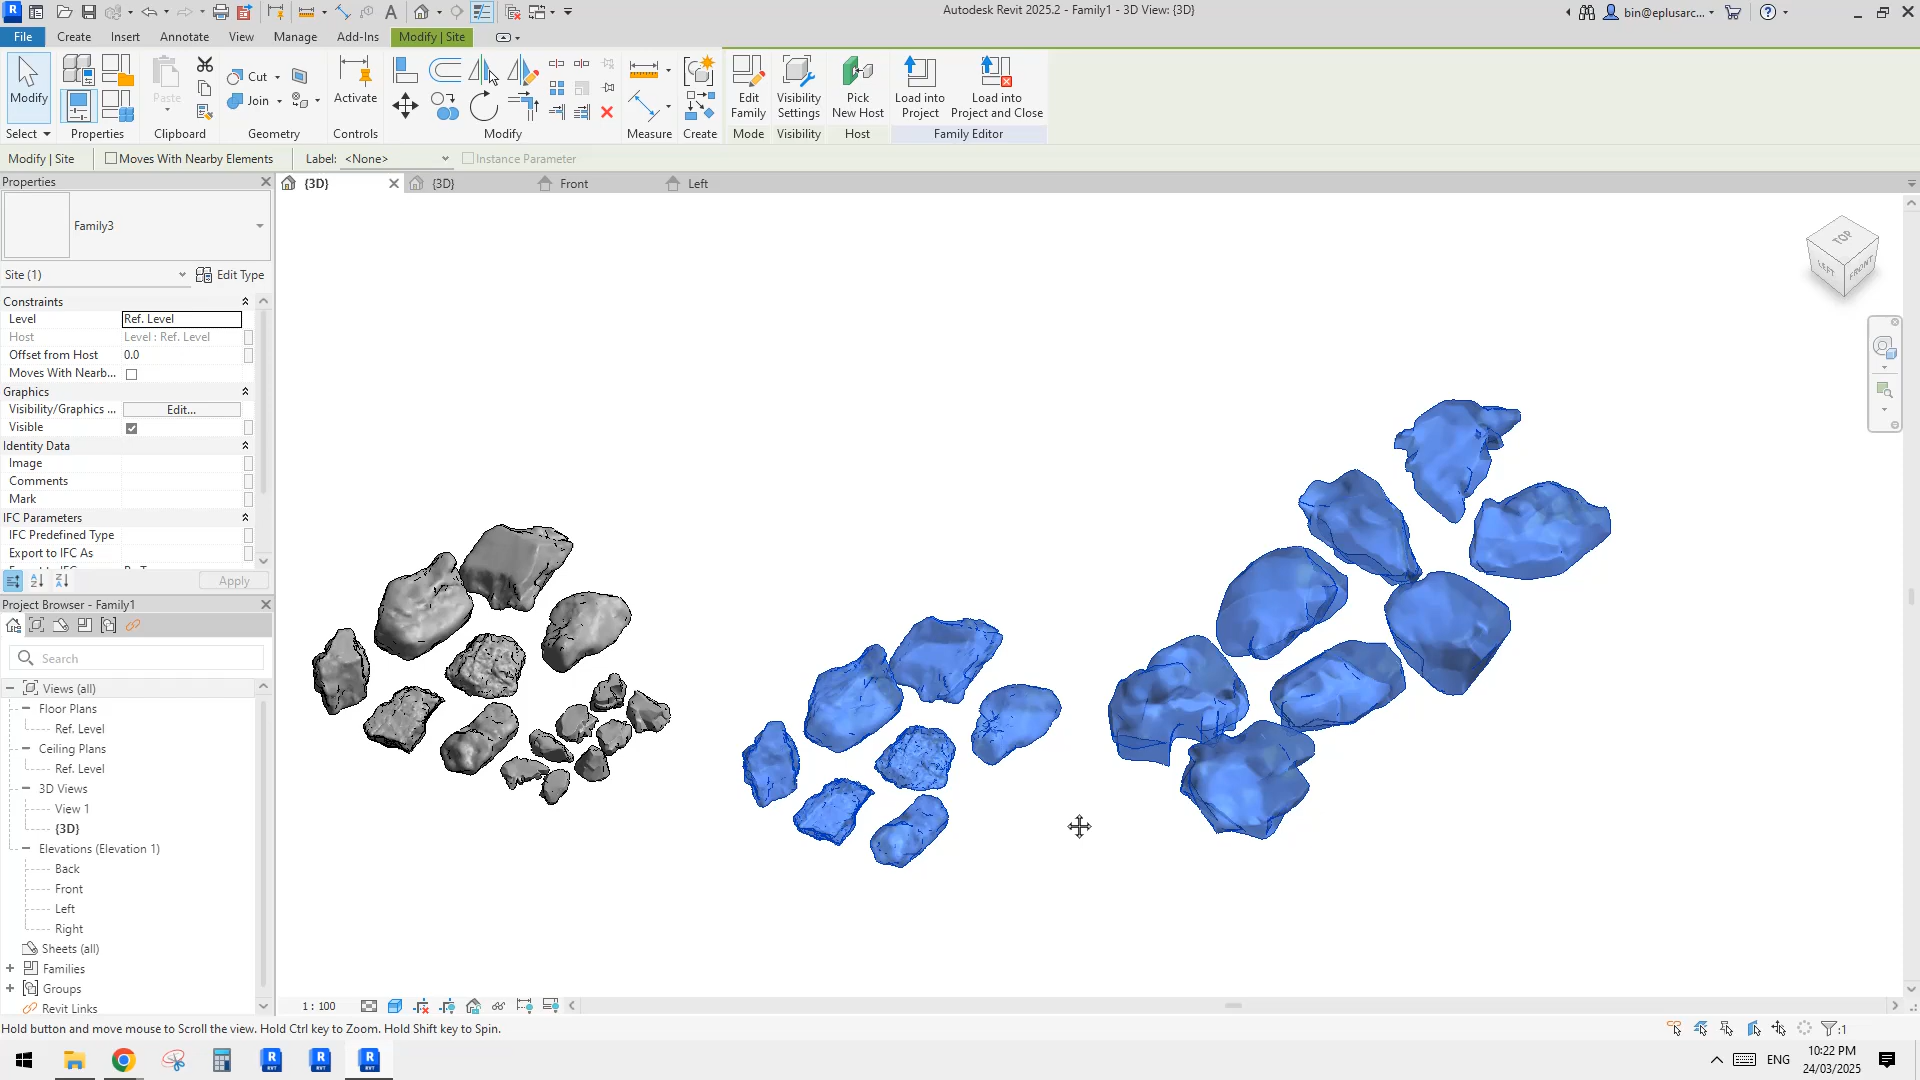 Autodesk Revit 2025.2 - Family1 - 3D View: {3D}
bin@eplusarc...
File
Create
Insert
Annotate
View
Manage
Add-Ins
Modify | Site
Modify
Paste
Cut
Join
Activate
Edit
Family
Visibility
Settings
Pick
New Host
Load into
Project
Load into
Project and Close
Select
Properties
Clipboard
Geometry
Controls
Modify
Measure
Create
Mode
Visibility
Host
Family Editor
Modify | Site
Moves With Nearby Elements
Label:
<None>
Instance Parameter
Properties
{3D}
{3D}
Front
Left
Family3
Site (1)
Edit Type
Constraints
Level
Ref. Level
Host
Level : Ref. Level
Offset from Host
0.0
Moves With Nearb...
Graphics
Visibility/Graphics ...
Edit...
Visible
Identity Data
Image
Comments
Mark
IFC Parameters
IFC Predefined Type
Export to IFC As
Apply
TOP
LEFT
FRONT
Project Browser - Family1
Search
Views (all)
Floor Plans
Ref. Level
Ceiling Plans
Ref. Level
3D Views
View 1
{3D}
Elevations (Elevation 1)
Back
Front
Left
Right
Sheets (all)
Families
Groups
Revit Links
1 : 100
Hold button and move mouse to Scroll the view. Hold Ctrl key to Zoom. Hold Shift key to Spin.
:1
ENG
10:22 PM
24/03/2025